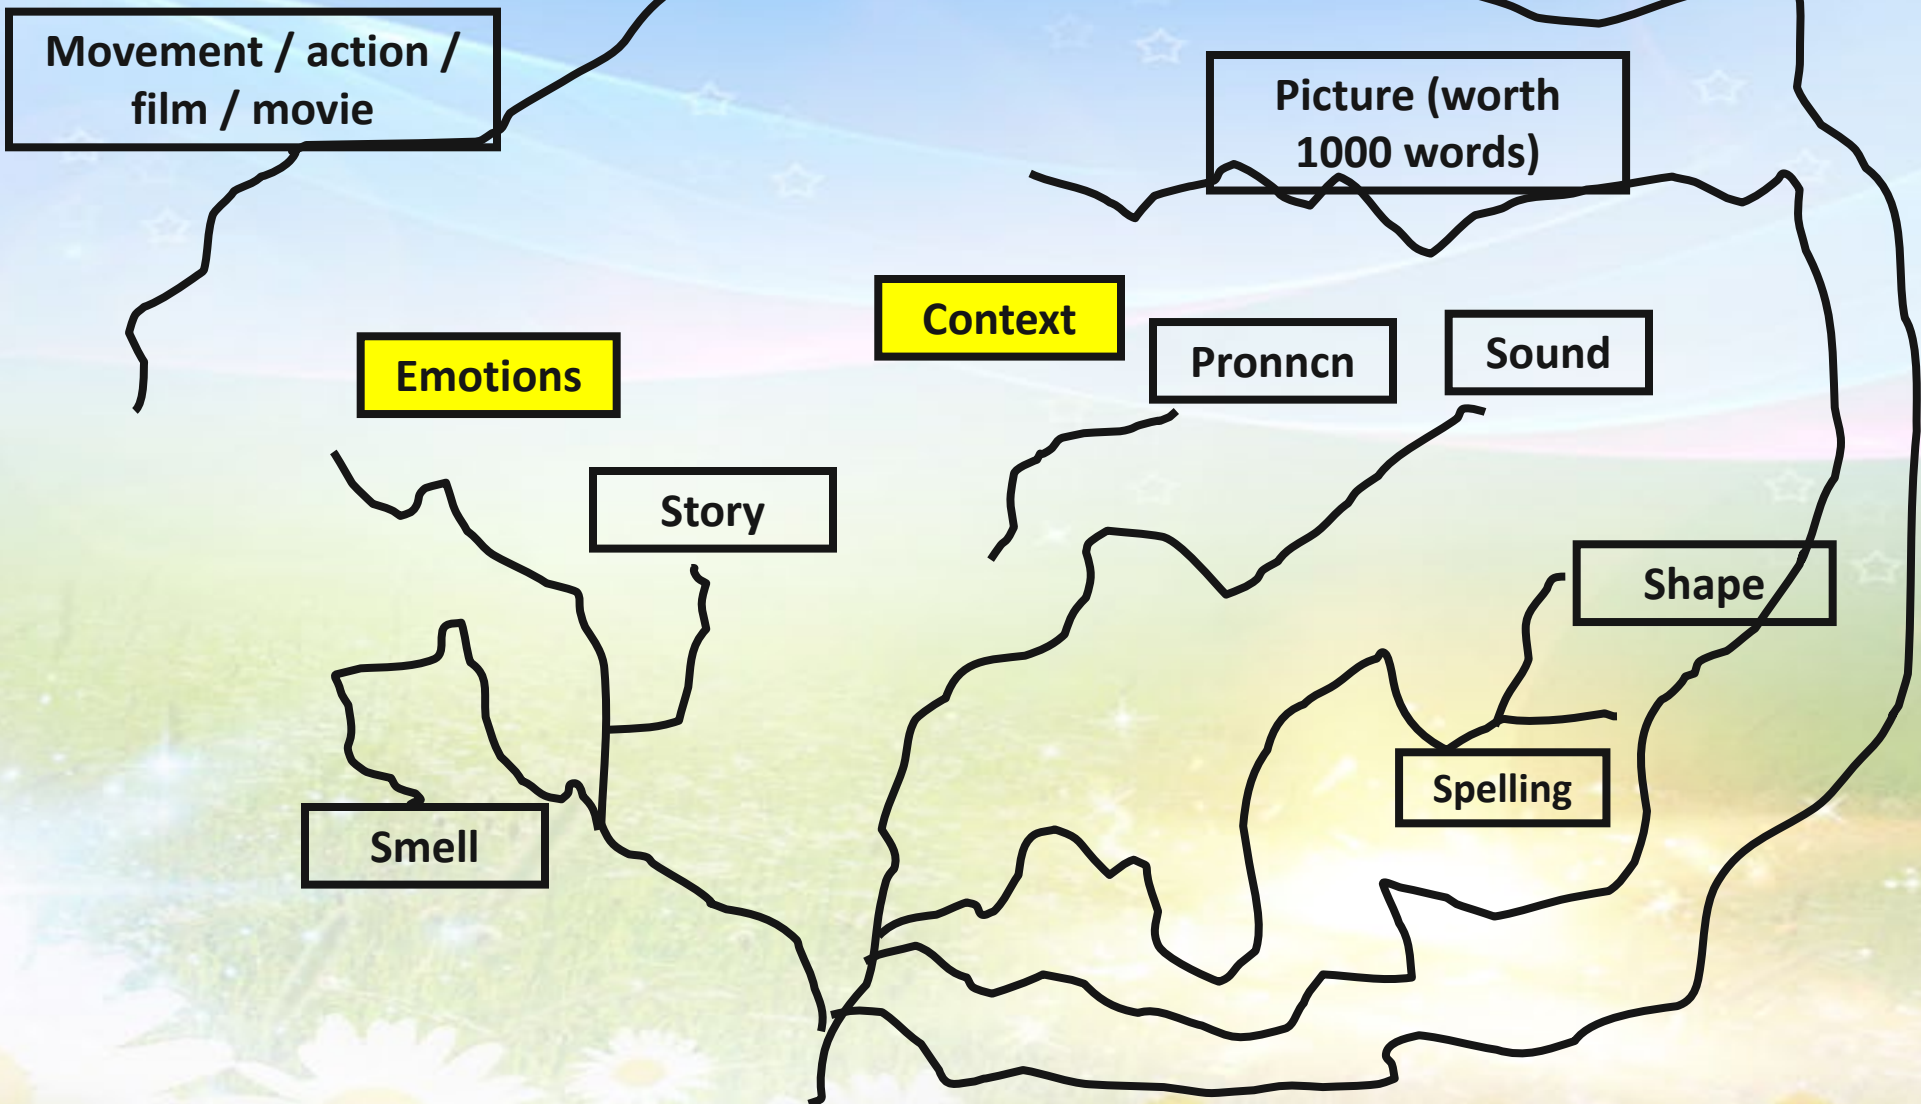 Movement / action /
film / movie
Picture (worth
1000 words)
Context
Pronncn
Sound
Emotions
Story
Shape
Spelling
Smell